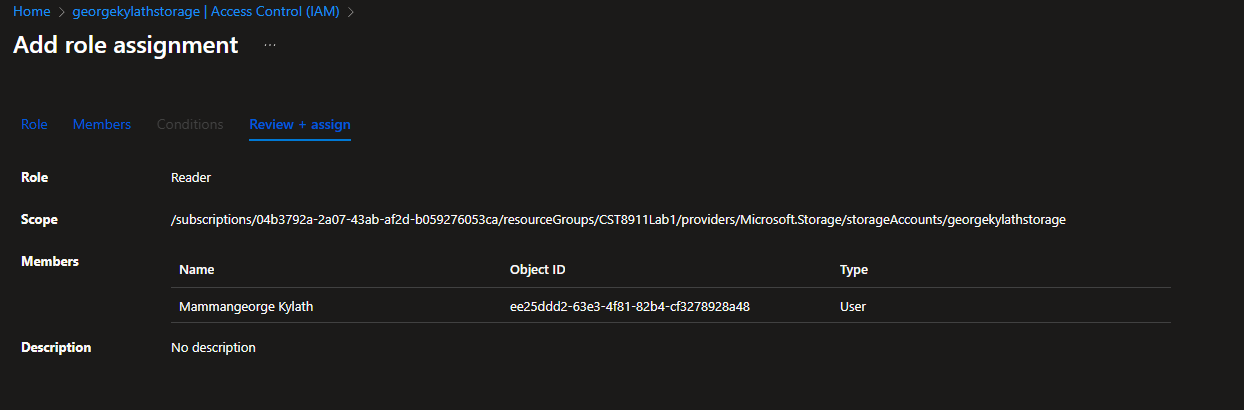 Home > georgekylathstorage | Access Control (IAM) >
Add role assignment ...
Role Members Conditions Review + assign
Role Reader
Scope /subscriptions/04b3792a-2a07-43ab-af2d-b059276053ca/resourceGroups/CST8911Lab1/providers/Microsoft.Storage/storageAccounts/georgekylathstorage
Members
Name Object ID Type
Mammangeorge Kylath ee25ddd2-63e3-4f81-82b4-cf3278928a48 User
Description No description